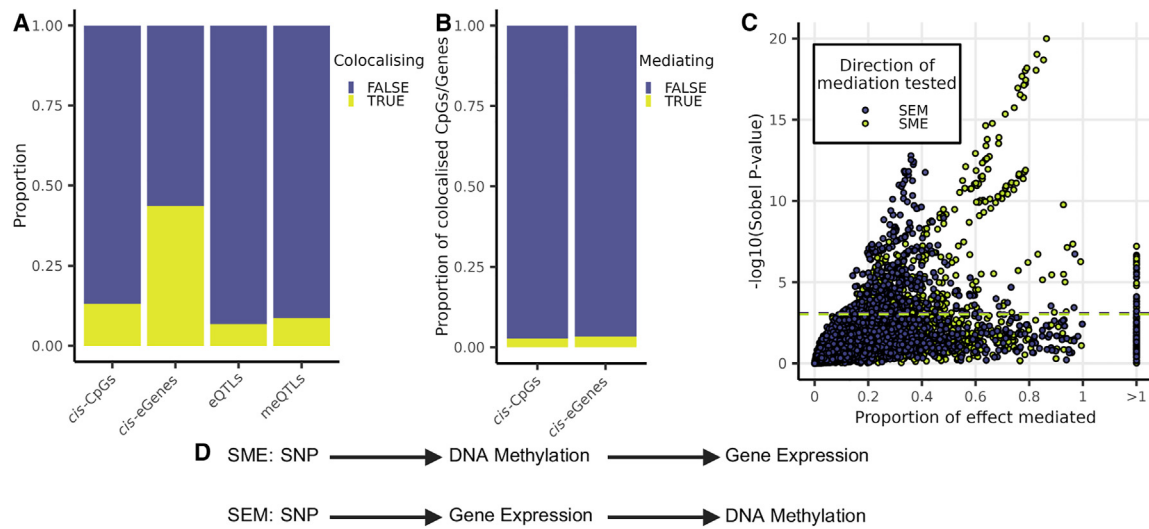 A
Proportion
1.00
0.75
0.50
0.25
0.00
cis-CpGs
cis-eGenes
eQTLs
meQTLs
Colocalising
FALSE
TRUE
B
Proportion of colocalised CpGs/Genes
1.00
0.75
0.50
0.25
0.00
cis-CpGs
cis-eGenes
Mediating
FALSE
TRUE
C
-log10(Sobel P-value)
20
15
10
5
0
Direction of
mediation tested
SEM
SME
0
0.2
0.4
0.6
0.8
1
>1
Proportion of effect mediated
D
SME: SNP DNA Methylation Gene Expression
SEM: SNP Gene Expression DNA Methylation